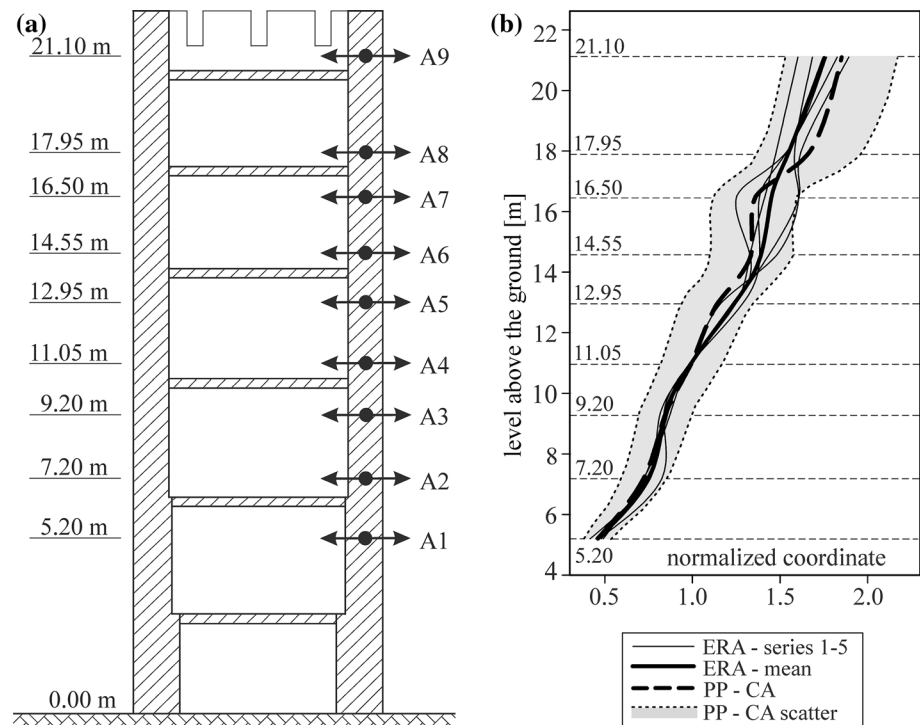 (a)
21.10 m
A9
17.95 m
A8
16.50 m
A7
14.55 m
A6
12.95 m
A5
11.05 m
A4
9.20 m
A3
7.20 m
A2
5.20 m
A1
0.00 m
(b)
level above the ground [m]
22
20
18
16
14
12
10
8
6
4
21.10
17.95
16.50
14.55
12.95
11.05
9.20
7.20
5.20
normalized coordinate
0.5 1.0 1.5 2.0
ERA - series 1-5
ERA - mean
PP - CA
PP - CA scatter